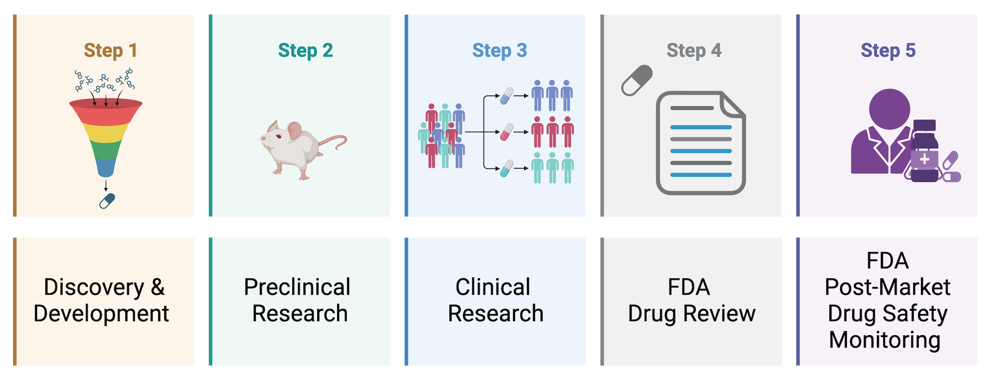 Step 1
Step 2
Step 3
Step 4
Step 5
Discovery &
Development
Preclinical
Research
Clinical
Research
FDA
Drug Review
FDA
Post-Market
Drug Safety
Monitoring